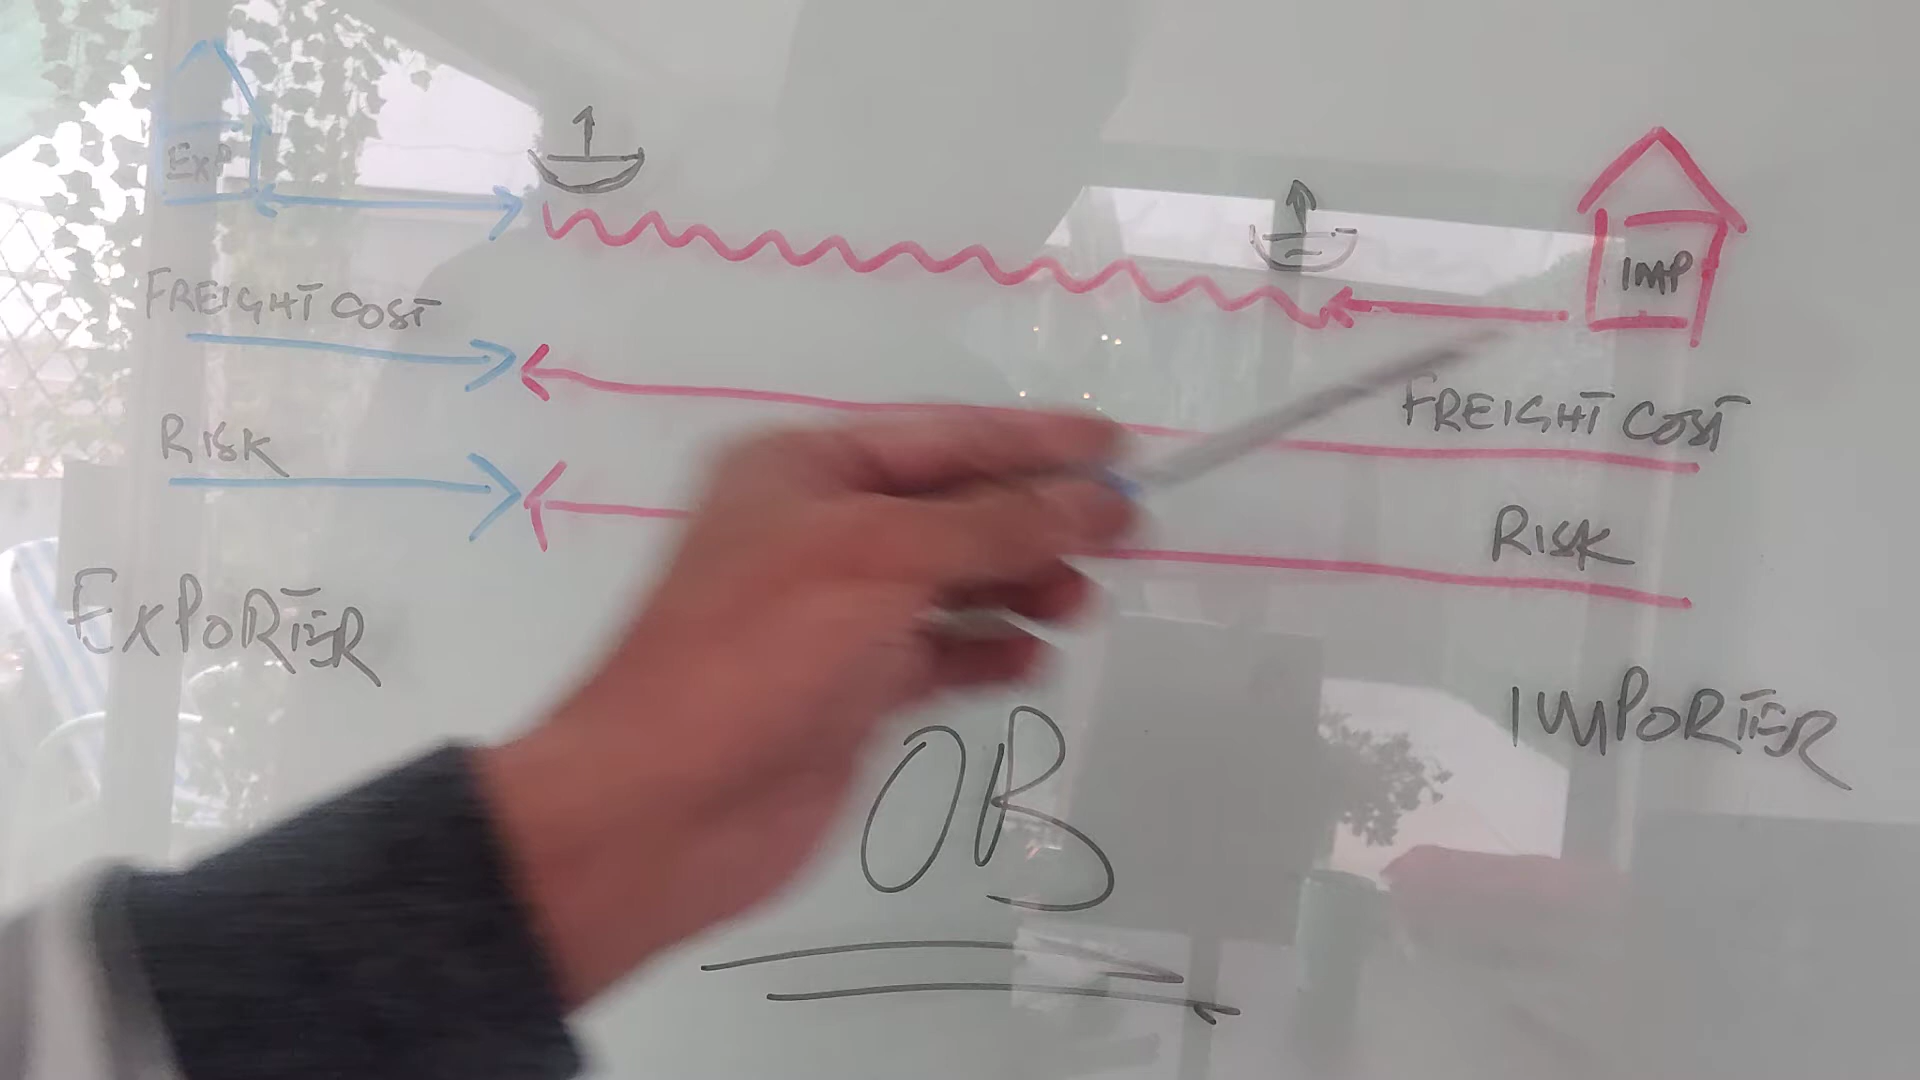 EXP
IMP
FREIGHT COST
FREIGHT COST
RISK
RISK
EXPORTER
IMPORTER
OB